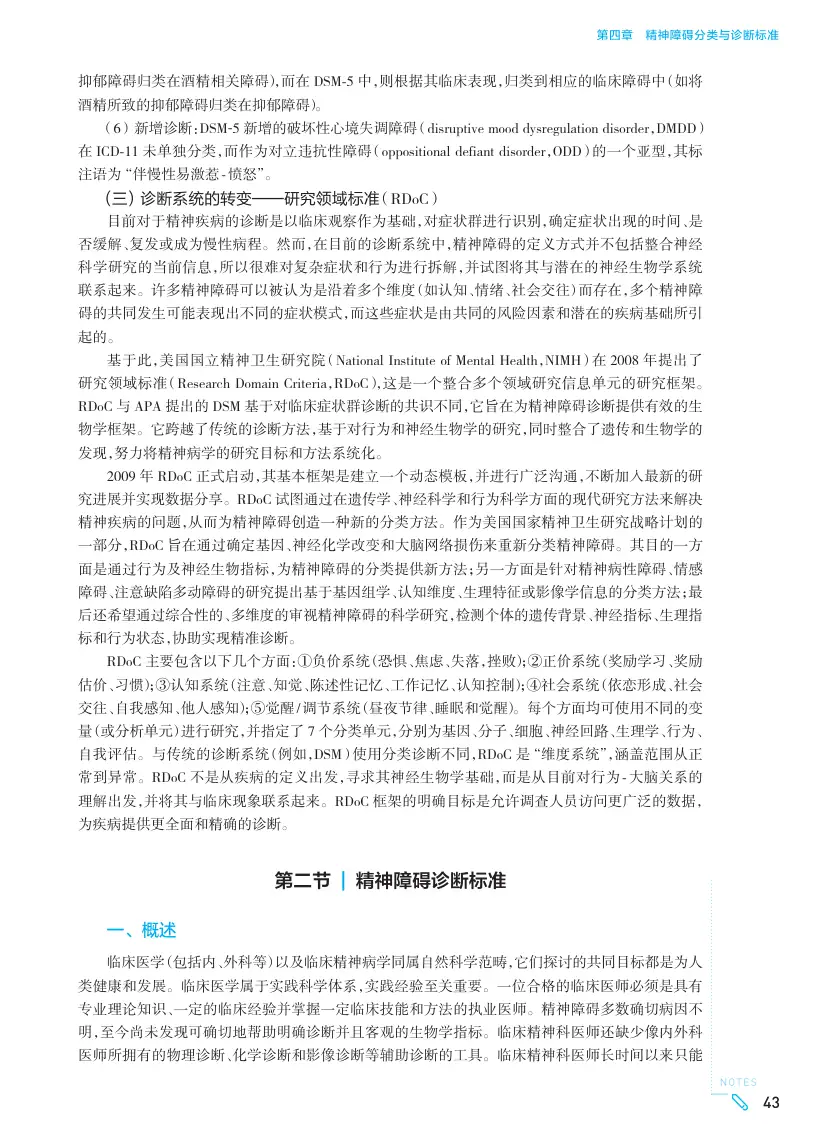 第四章　精神障碍分类与诊断标准
抑郁障碍归类在酒精相关障碍),而在 DSM-5 中,则根据其临床表现,归类到相应的临床障碍中(如将
酒精所致的抑郁障碍归类在抑郁障碍)。
（6）新增诊断:DSM-5 新增的破坏性心境失调障碍(disruptive mood dysregulation disorder,DMDD)
在 ICD-11 未单独分类,而作为对立违抗性障碍(oppositional defiant disorder,ODD)的一个亚型,其标
注语为 “伴慢性易激惹-愤怒”。
(三) 诊断系统的转变——研究领域标准(RDoC)
目前对于精神疾病的诊断是以临床观察作为基础,对症状群进行识别,确定症状出现的时间、是
否缓解、复发或成为慢性病程。然而,在目前的诊断系统中,精神障碍的定义方式并不包括整合神经
科学研究的当前信息,所以很难对复杂症状和行为进行拆解,并试图将其与潜在的神经生物学系统
联系起来。许多精神障碍可以被认为是沿着多个维度(如认知、情绪、社会交往)而存在,多个精神障
碍的共同发生可能表现出不同的症状模式,而这些症状是由共同的风险因素和潜在的疾病基础所引
起的。
基于此,美国国立精神卫生研究院(National Institute of Mental Health,NIMH)在 2008 年提出了
研究领域标准(Research Domain Criteria,RDoC),这是一个整合多个领域研究信息单元的研究框架。
RDoC 与 APA 提出的 DSM 基于对临床症状群诊断的共识不同,它旨在为精神障碍诊断提供有效的生
物学框架。它跨越了传统的诊断方法,基于对行为和神经生物学的研究,同时整合了遗传和生物学的
发现,努力将精神病学的研究目标和方法系统化。
2009 年 RDoC 正式启动,其基本框架是建立一个动态模板,并进行广泛沟通,不断加入最新的研
究进展并实现数据分享。RDoC 试图通过在遗传学、神经科学和行为科学方面的现代研究方法来解决
精神疾病的问题,从而为精神障碍创造一种新的分类方法。作为美国国家精神卫生研究战略计划的
一部分,RDoC 旨在通过确定基因、神经化学改变和大脑网络损伤来重新分类精神障碍。其目的一方
面是通过行为及神经生物指标,为精神障碍的分类提供新方法;另一方面是针对精神病性障碍、情感
障碍、注意缺陷多动障碍的研究提出基于基因组学、认知维度、生理特征或影像学信息的分类方法;最
后还希望通过综合性的、多维度的审视精神障碍的科学研究,检测个体的遗传背景、神经指标、生理指
标和行为状态,协助实现精准诊断。
RDoC 主要包含以下几个方面:①负价系统(恐惧、焦虑、失落,挫败);②正价系统(奖励学习、奖励
估价、习惯);③认知系统(注意、知觉、陈述性记忆、工作记忆、认知控制);④社会系统(依恋形成、社会
交往、自我感知、他人感知);⑤觉醒/调节系统(昼夜节律、睡眠和觉醒)。每个方面均可使用不同的变
量(或分析单元)进行研究,并指定了 7 个分类单元,分别为基因、分子、细胞、神经回路、生理学、行为、
自我评估。与传统的诊断系统(例如,DSM)使用分类诊断不同,RDoC 是 “维度系统”,涵盖范围从正
常到异常。RDoC 不是从疾病的定义出发,寻求其神经生物学基础,而是从目前对行为-大脑关系的
理解出发,并将其与临床现象联系起来。RDoC 框架的明确目标是允许调查人员访问更广泛的数据,
为疾病提供更全面和精确的诊断。
第二节 | 精神障碍诊断标准
一、概述
临床医学(包括内、外科等)以及临床精神病学同属自然科学范畴,它们探讨的共同目标都是为人
类健康和发展。临床医学属于实践科学体系,实践经验至关重要。一位合格的临床医师必须是具有
专业理论知识、一定的临床经验并掌握一定临床技能和方法的执业医师。精神障碍多数确切病因不
明,至今尚未发现可确切地帮助明确诊断并且客观的生物学指标。临床精神科医师还缺少像内外科
医师所拥有的物理诊断、化学诊断和影像诊断等辅助诊断的工具。临床精神科医师长时间以来只能
NOTES
43